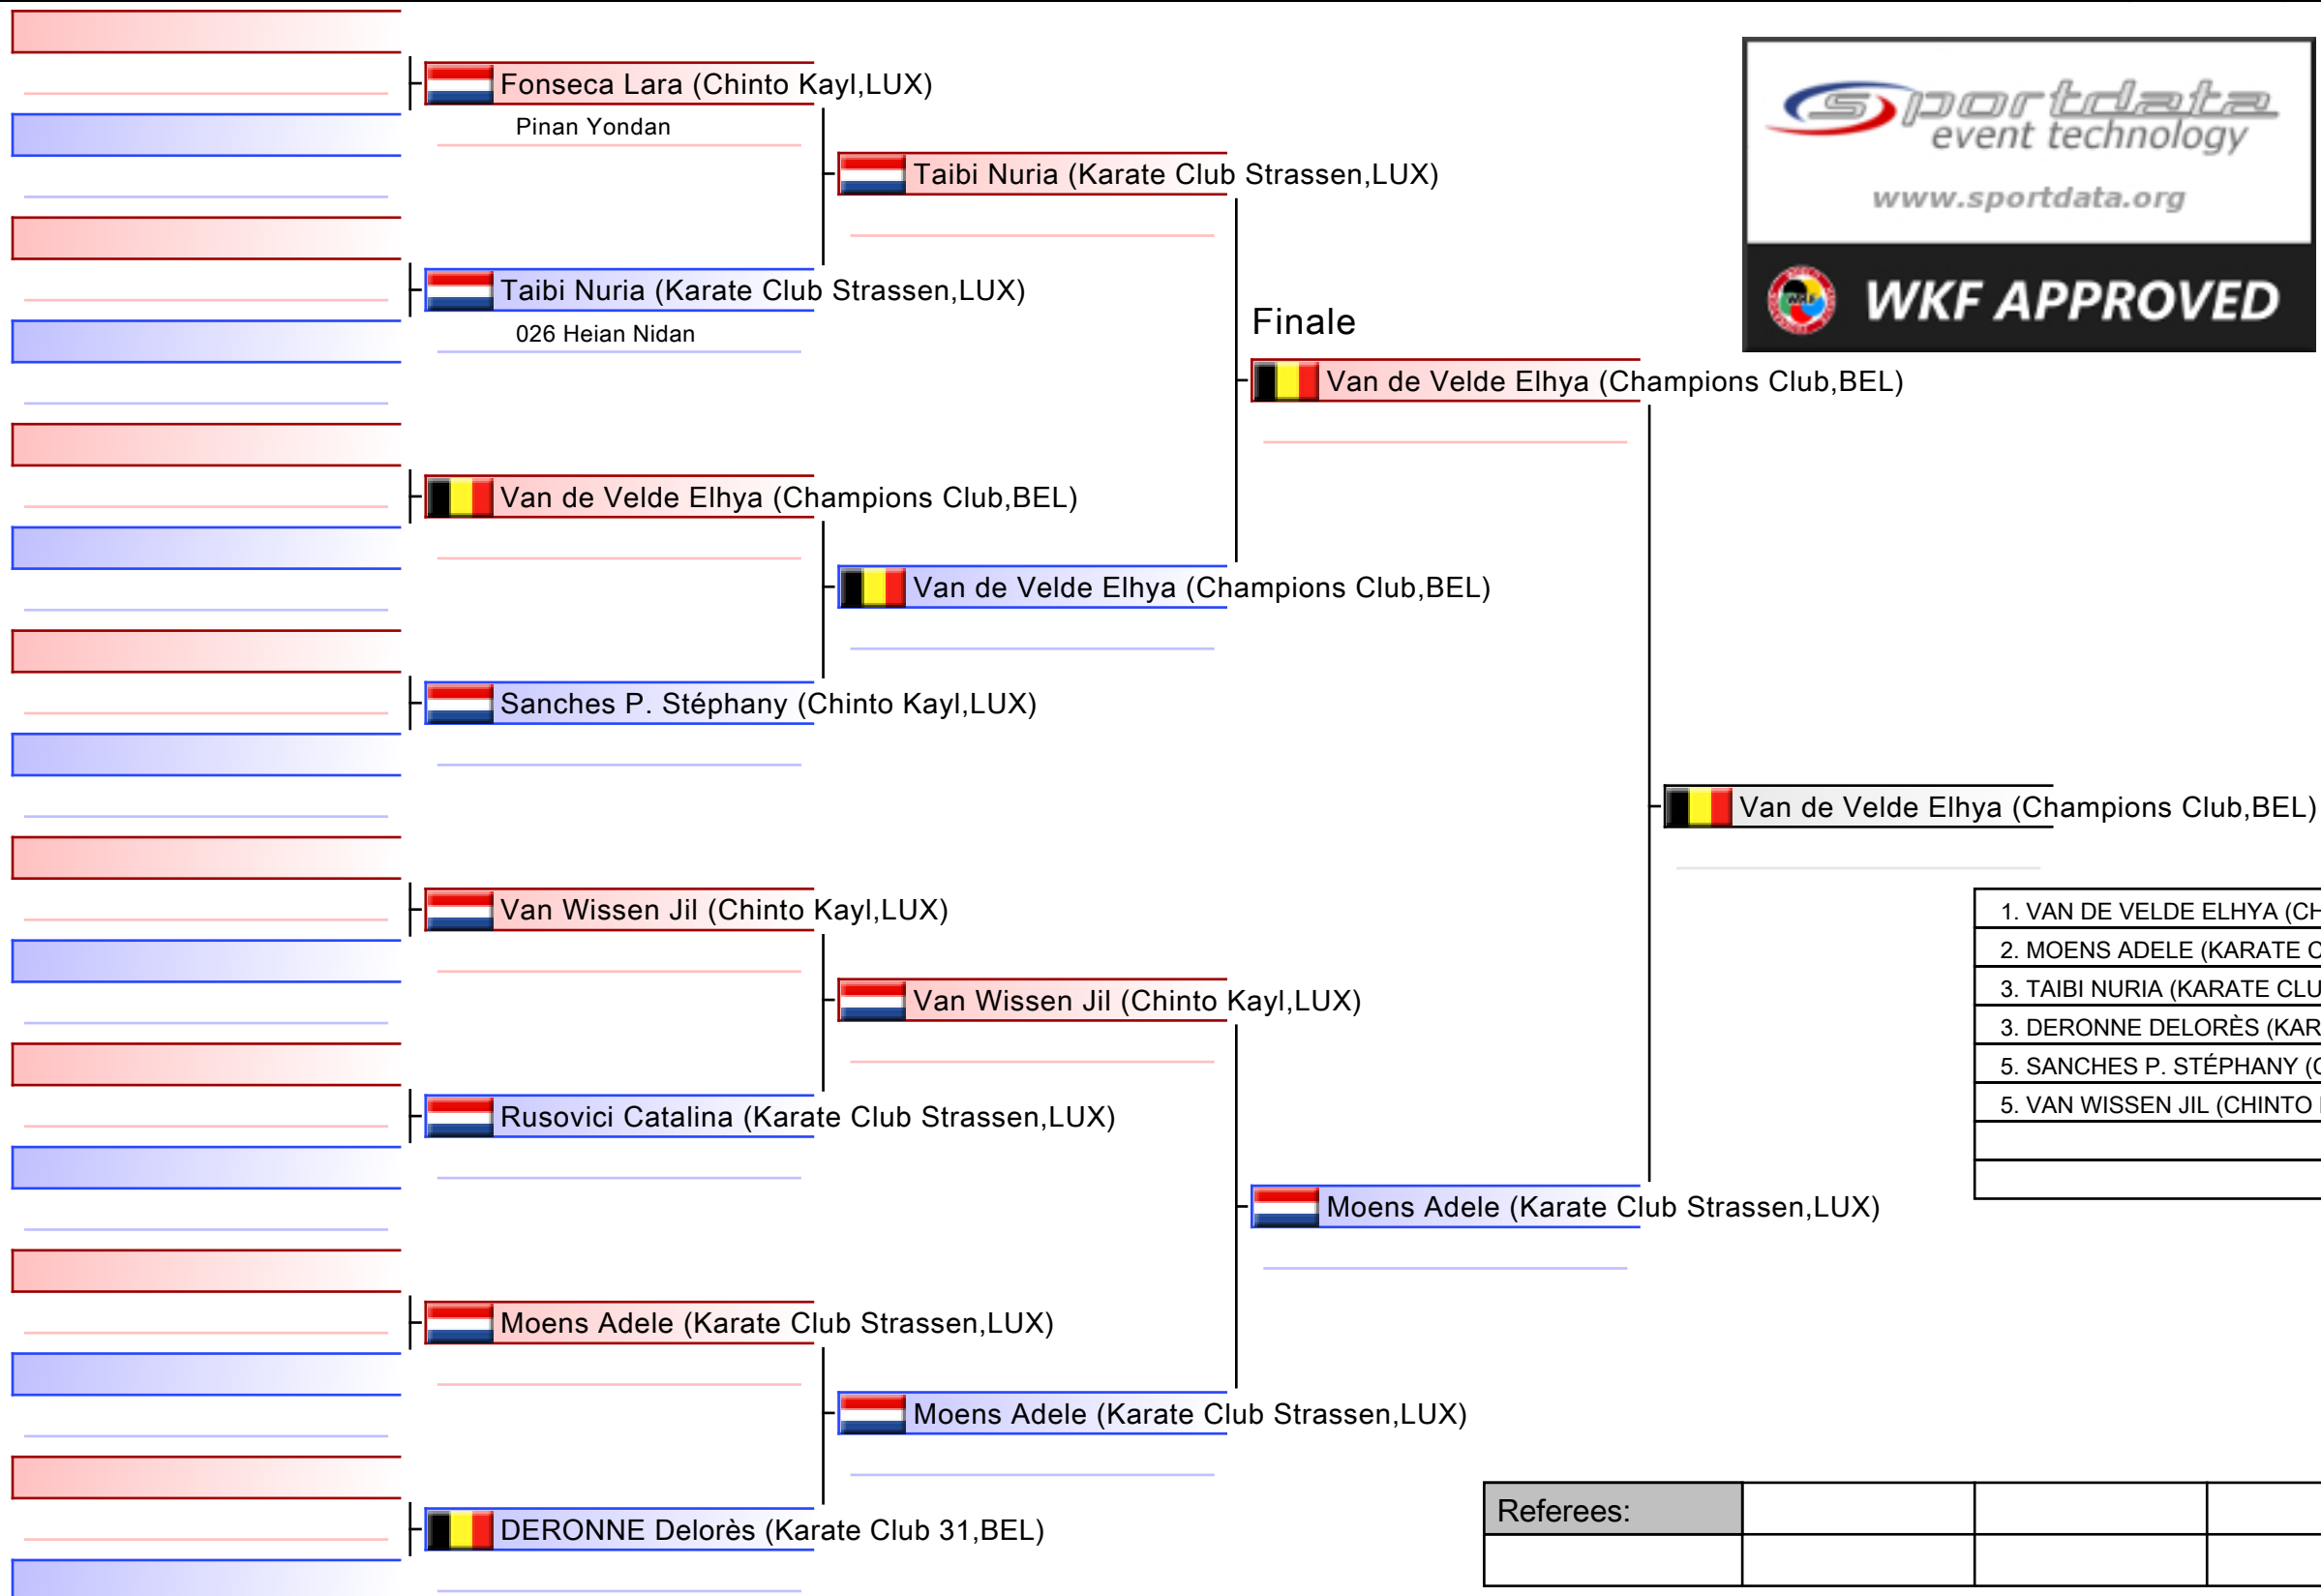 sportdata
event technology
www.sportdata.org
WKF APPROVED
Fonseca Lara (Chinto Kayl,LUX)
Pinan Yondan
Taibi Nuria (Karate Club Strassen,LUX)
Taibi Nuria (Karate Club Strassen,LUX)
026 Heian Nidan
Finale
Van de Velde Elhya (Champions Club,BEL)
Van de Velde Elhya (Champions Club,BEL)
Van de Velde Elhya (Champions Club,BEL)
Sanches P. Stéphany (Chinto Kayl,LUX)
Van de Velde Elhya (Champions Club,BEL)
Van Wissen Jil (Chinto Kayl,LUX)
Van Wissen Jil (Chinto Kayl,LUX)
Rusovici Catalina (Karate Club Strassen,LUX)
Moens Adele (Karate Club Strassen,LUX)
Moens Adele (Karate Club Strassen,LUX)
Moens Adele (Karate Club Strassen,LUX)
DERONNE Delorès (Karate Club 31,BEL)
1. VAN DE VELDE ELHYA (CH
2. MOENS ADELE (KARATE C
3. TAIBI NURIA (KARATE CLU
3. DERONNE DELORÈS (KAR
5. SANCHES P. STÉPHANY (C
5. VAN WISSEN JIL (CHINTO
Referees: